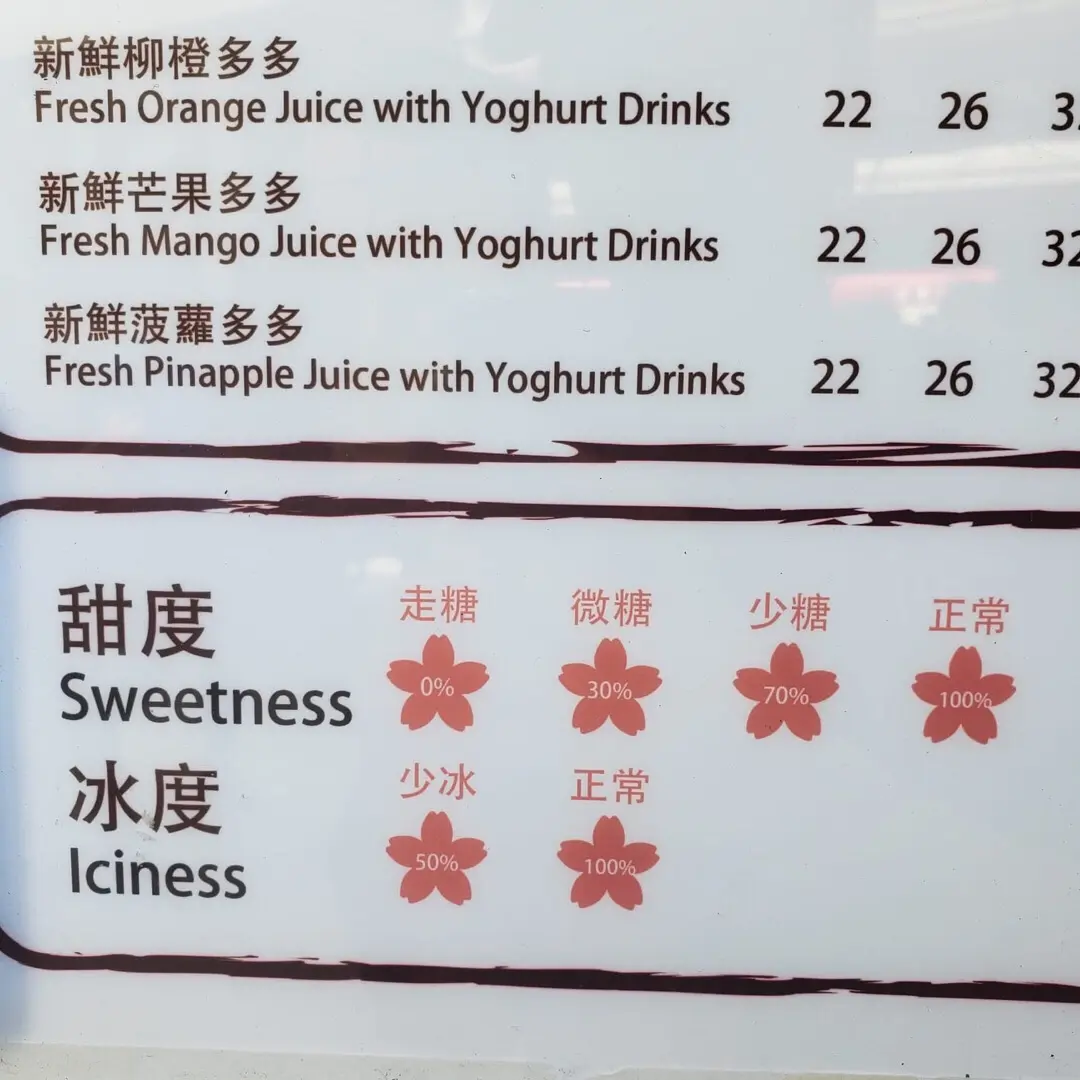 新鮮柳橙多多
Fresh Orange Juice with Yoghurt Drinks 22 26
新鮮芒果多多
Fresh Mango Juice with Yoghurt Drinks 22 26 32
新鮮菠蘿多多
Fresh Pinapple Juice with Yoghurt Drinks 22 26 32
走糖 微糖 少糖 正常
甜度
0% 30% 70% 100%
Sweetness
少冰 正常
冰度
50% 100%
Iciness